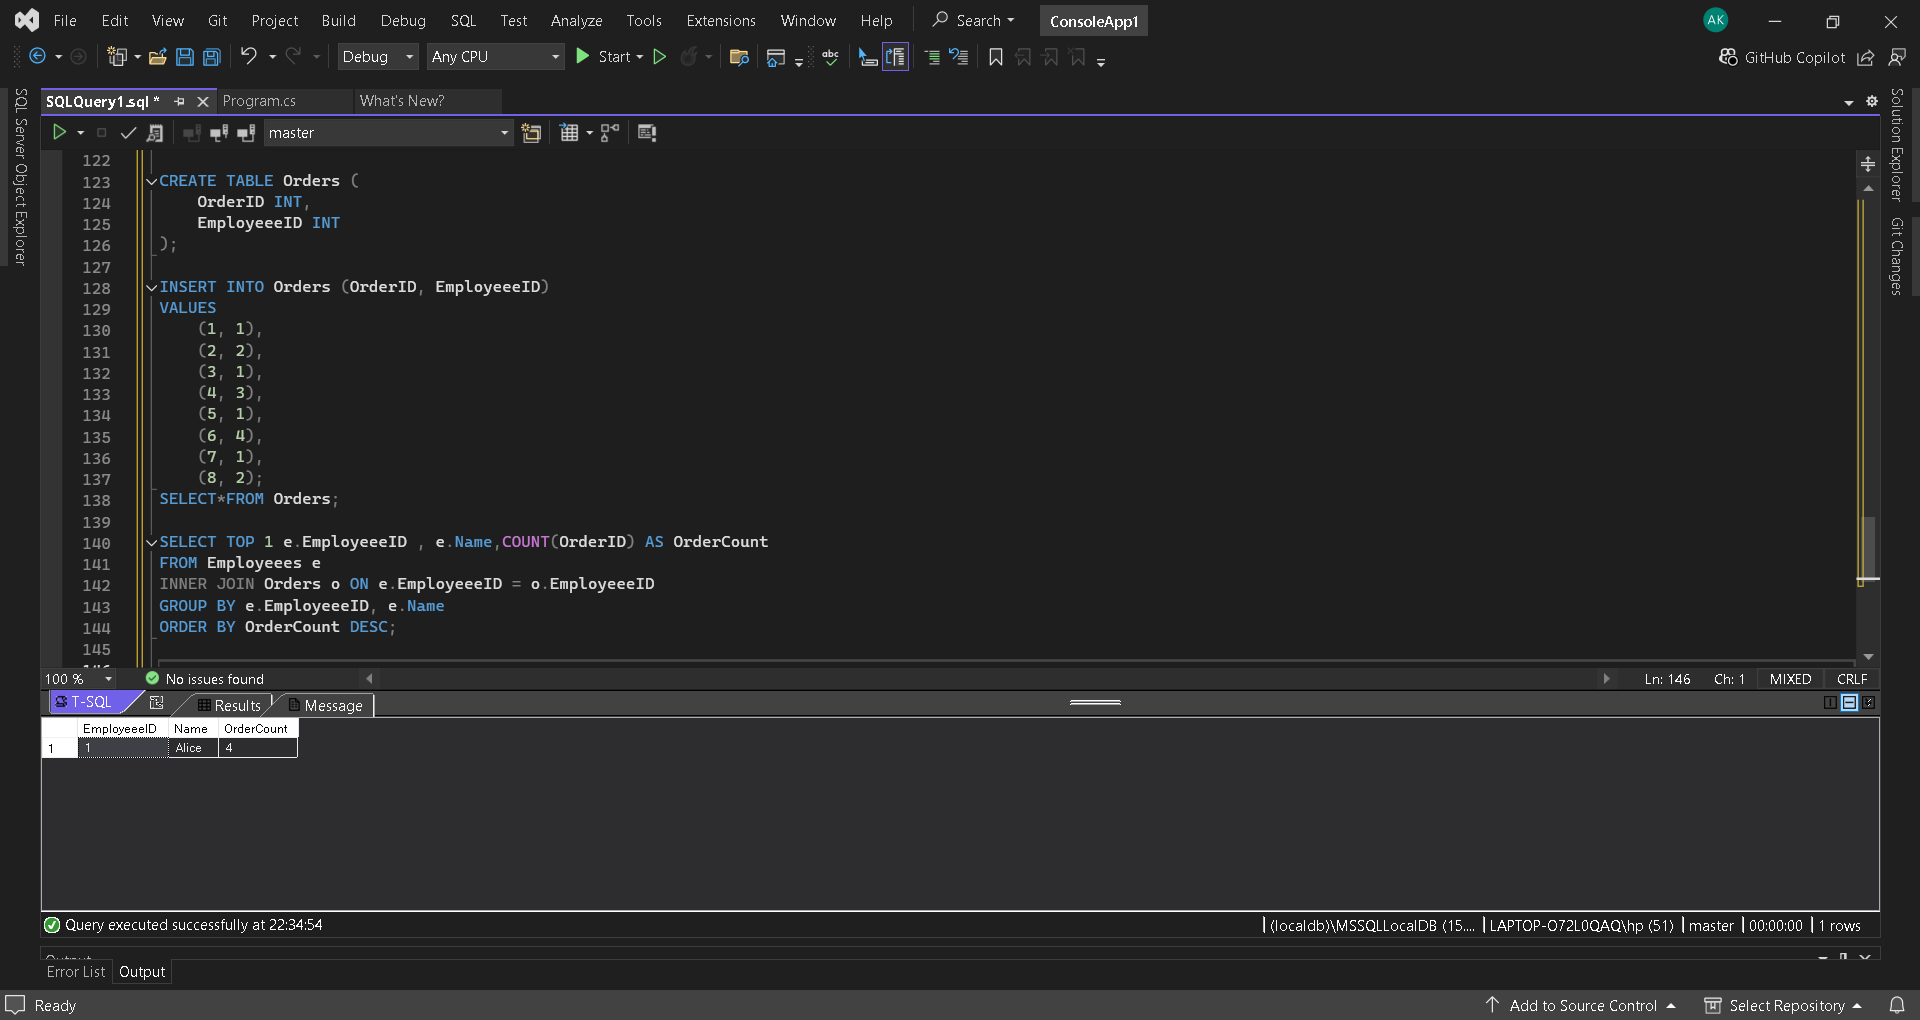 File Edit View Git Project Build Debug SQL Test Analyze Tools Extensions Window Help Search ConsoleApp1 AK
Debug Any CPU Start abc GitHub Copilot
SQL Server Object Explorer
SQLQuery1.sql * Program.cs What's New?
master
122
123 CREATE TABLE Orders (
124 OrderID INT,
125 EmployeeeID INT
126 );
127
128 INSERT INTO Orders (OrderID, EmployeeeID)
129 VALUES
130 (1, 1),
131 (2, 2),
132 (3, 1),
133 (4, 3),
134 (5, 1),
135 (6, 4),
136 (7, 1),
137 (8, 2);
138 SELECT*FROM Orders;
139
140 SELECT TOP 1 e.EmployeeeID , e.Name,COUNT(OrderID) AS OrderCount
141 FROM Employeees e
142 INNER JOIN Orders o ON e.EmployeeeID = o.EmployeeeID
143 GROUP BY e.EmployeeeID, e.Name
144 ORDER BY OrderCount DESC;
145
146
Solution Explorer
Git Changes
100 % No issues found Ln: 146 Ch: 1 MIXED CRLF
T-SQL Results Message
EmployeeeID Name OrderCount
1 1 Alice 4
Query executed successfully at 22:34:54 (localdb)\MSSQLLocalDB (15.... LAPTOP-O72L0QAQ\hp (51) master 00:00:00 1 rows
Output
Error List Output
Ready Add to Source Control Select Repository